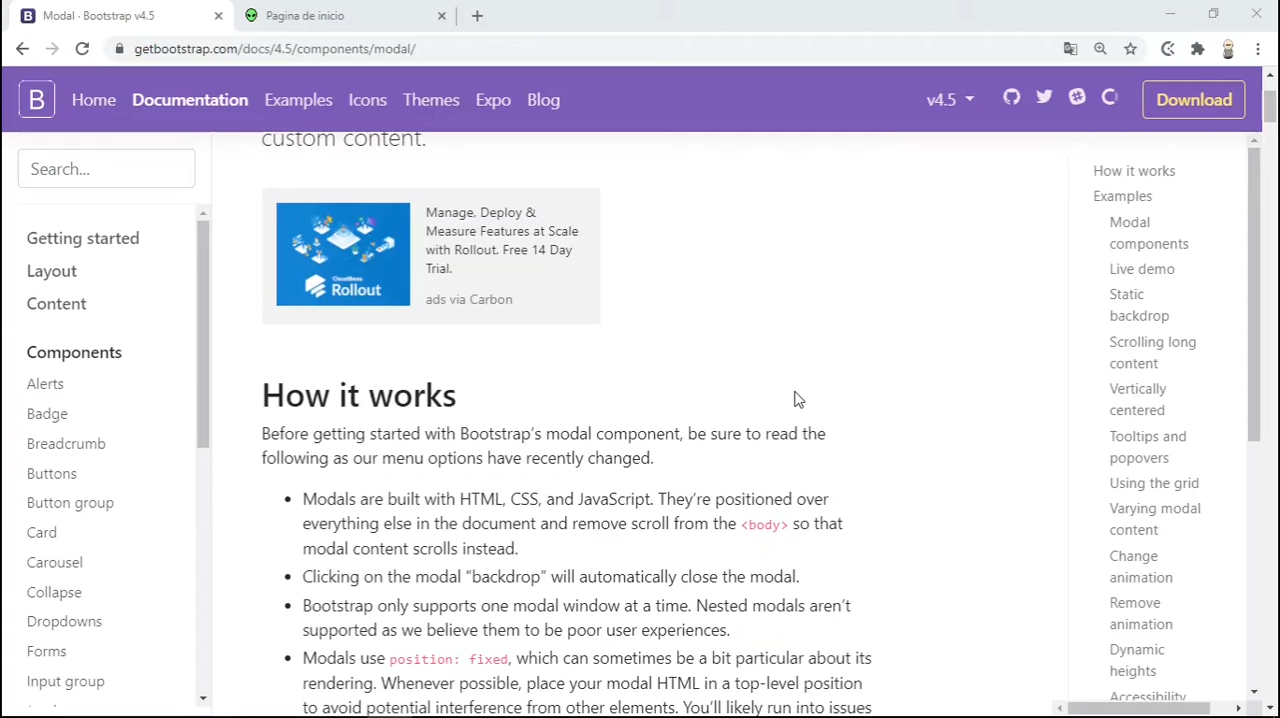 Modal · Bootstrap v4.5
Pagina de inicio
getbootstrap.com/docs/4.5/components/modal/
B Home Documentation Examples Icons Themes Expo Blog v4.5 Download
Search...
Getting started
Layout
Content
Components
Alerts
Badge
Breadcrumb
Buttons
Button group
Card
Carousel
Collapse
Dropdowns
Forms
Input group
custom content.
CloudBees
Rollout
Manage, Deploy &
Measure Features at Scale
with Rollout. Free 14 Day
Trial.
ads via Carbon
How it works
Before getting started with Bootstrap’s modal component, be sure to read the
following as our menu options have recently changed.
• Modals are built with HTML, CSS, and JavaScript. They’re positioned over
everything else in the document and remove scroll from the <body> so that
modal content scrolls instead.
• Clicking on the modal “backdrop” will automatically close the modal.
• Bootstrap only supports one modal window at a time. Nested modals aren’t
supported as we believe them to be poor user experiences.
• Modals use position: fixed, which can sometimes be a bit particular about its
rendering. Whenever possible, place your modal HTML in a top-level position
to avoid potential interference from other elements. You’ll likely run into issues
How it works
Examples
Modal
components
Live demo
Static
backdrop
Scrolling long
content
Vertically
centered
Tooltips and
popovers
Using the grid
Varying modal
content
Change
animation
Remove
animation
Dynamic
heights
Accessibility